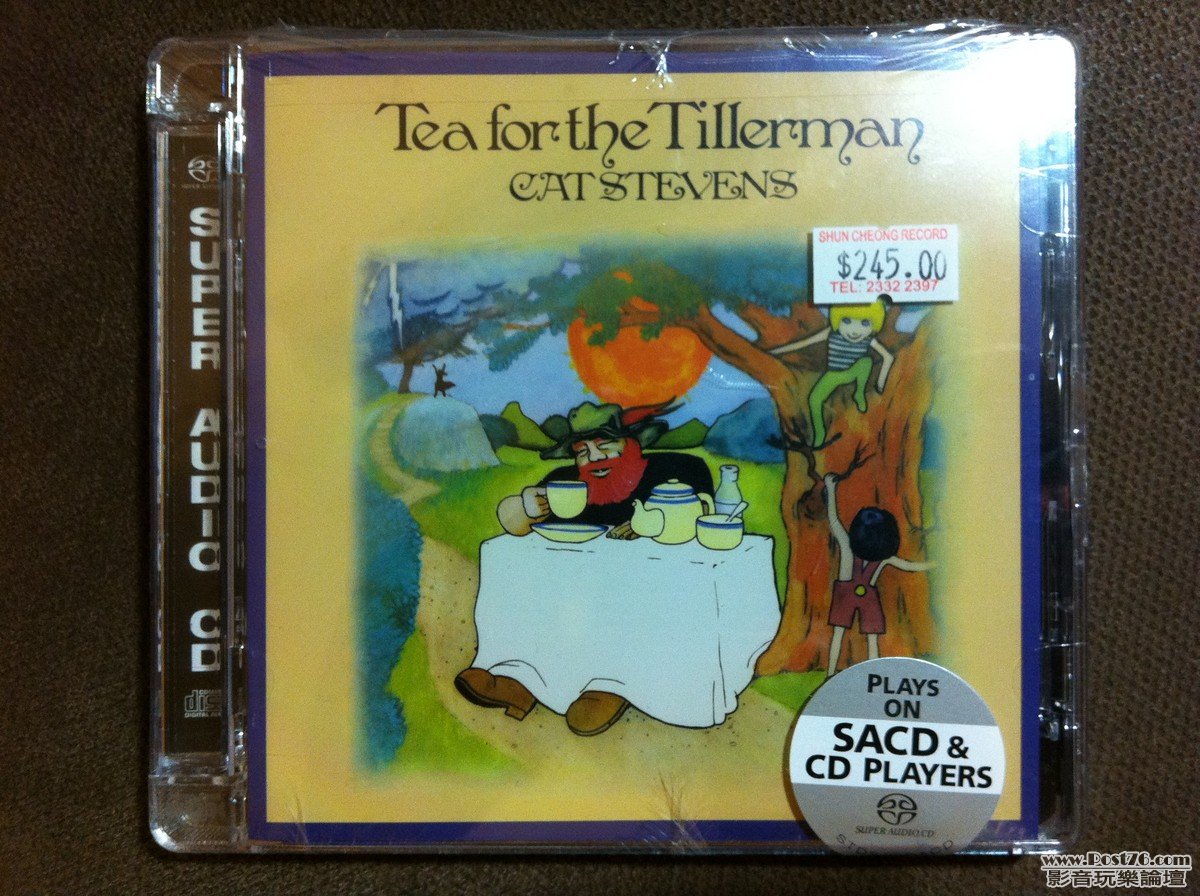 Tea for the Tillerman
CAT STEVENS
SHUN CHEONG RECORD
$245.00
TEL: 2332 2397
SUPER AUDIO CD
PLAYS
ON
SACD &
CD PLAYERS
SUPER AUDIO CD
www.Post76.com
影音玩樂論壇